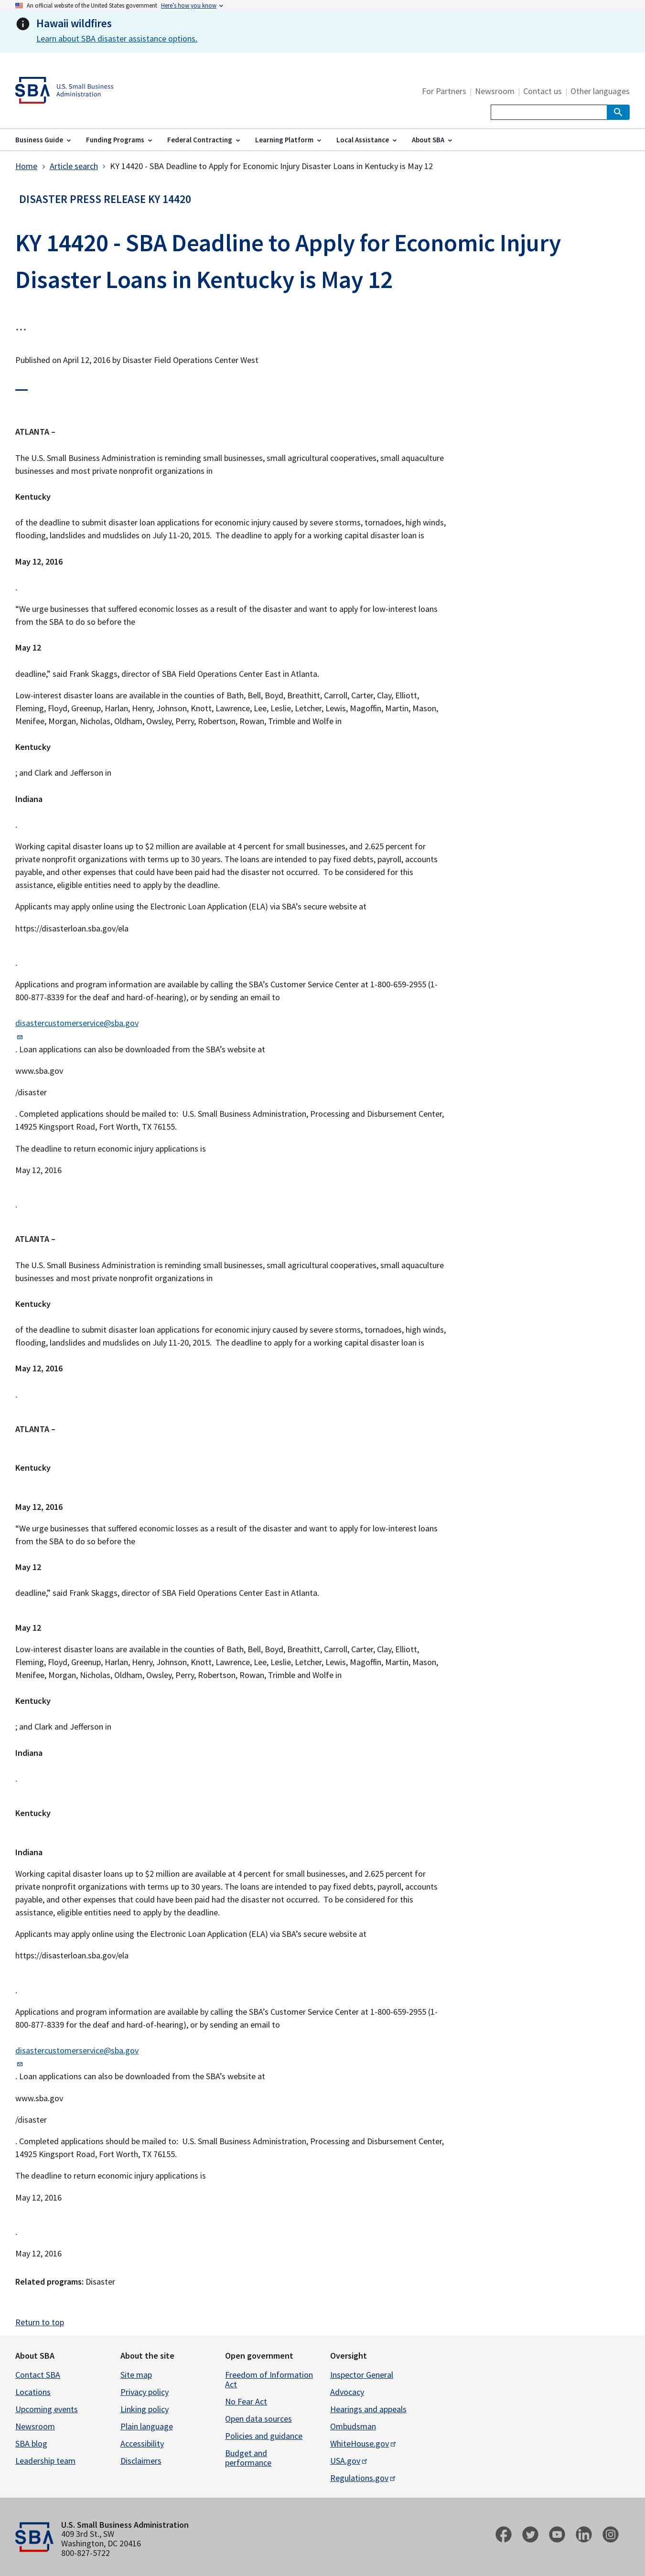 An official website of the United States government Here's how you know
Hawaii wildfires
Learn about SBA disaster assistance options.
SBA U.S. Small Business
Administration
For Partners | Newsroom | Contact us | Other languages
Business Guide Funding Programs Federal Contracting Learning Platform Local Assistance About SBA
Home > Article search > KY 14420 - SBA Deadline to Apply for Economic Injury Disaster Loans in Kentucky is May 12
DISASTER PRESS RELEASE KY 14420
KY 14420 - SBA Deadline to Apply for Economic Injury
Disaster Loans in Kentucky is May 12
...
Published on April 12, 2016 by Disaster Field Operations Center West
ATLANTA –
The U.S. Small Business Administration is reminding small businesses, small agricultural cooperatives, small aquaculture
businesses and most private nonprofit organizations in
Kentucky
of the deadline to submit disaster loan applications for economic injury caused by severe storms, tornadoes, high winds,
flooding, landslides and mudslides on July 11-20, 2015.  The deadline to apply for a working capital disaster loan is
May 12, 2016
.
“We urge businesses that suffered economic losses as a result of the disaster and want to apply for low-interest loans
from the SBA to do so before the
May 12
deadline,” said Frank Skaggs, director of SBA Field Operations Center East in Atlanta.
Low-interest disaster loans are available in the counties of Bath, Bell, Boyd, Breathitt, Carroll, Carter, Clay, Elliott,
Fleming, Floyd, Greenup, Harlan, Henry, Johnson, Knott, Lawrence, Lee, Leslie, Letcher, Lewis, Magoffin, Martin, Mason,
Menifee, Morgan, Nicholas, Oldham, Owsley, Perry, Robertson, Rowan, Trimble and Wolfe in
Kentucky
; and Clark and Jefferson in
Indiana
.
Working capital disaster loans up to $2 million are available at 4 percent for small businesses, and 2.625 percent for
private nonprofit organizations with terms up to 30 years. The loans are intended to pay fixed debts, payroll, accounts
payable, and other expenses that could have been paid had the disaster not occurred.  To be considered for this
assistance, eligible entities need to apply by the deadline.
Applicants may apply online using the Electronic Loan Application (ELA) via SBA’s secure website at
https://disasterloan.sba.gov/ela
.
Applications and program information are available by calling the SBA’s Customer Service Center at 1-800-659-2955 (1-
800-877-8339 for the deaf and hard-of-hearing), or by sending an email to
disastercustomerservice@sba.gov
. Loan applications can also be downloaded from the SBA’s website at
www.sba.gov
/disaster
. Completed applications should be mailed to:  U.S. Small Business Administration, Processing and Disbursement Center,
14925 Kingsport Road, Fort Worth, TX 76155.
The deadline to return economic injury applications is
May 12, 2016
.
ATLANTA –
The U.S. Small Business Administration is reminding small businesses, small agricultural cooperatives, small aquaculture
businesses and most private nonprofit organizations in
Kentucky
of the deadline to submit disaster loan applications for economic injury caused by severe storms, tornadoes, high winds,
flooding, landslides and mudslides on July 11-20, 2015.  The deadline to apply for a working capital disaster loan is
May 12, 2016
.
ATLANTA –
Kentucky
May 12, 2016
“We urge businesses that suffered economic losses as a result of the disaster and want to apply for low-interest loans
from the SBA to do so before the
May 12
deadline,” said Frank Skaggs, director of SBA Field Operations Center East in Atlanta.
May 12
Low-interest disaster loans are available in the counties of Bath, Bell, Boyd, Breathitt, Carroll, Carter, Clay, Elliott,
Fleming, Floyd, Greenup, Harlan, Henry, Johnson, Knott, Lawrence, Lee, Leslie, Letcher, Lewis, Magoffin, Martin, Mason,
Menifee, Morgan, Nicholas, Oldham, Owsley, Perry, Robertson, Rowan, Trimble and Wolfe in
Kentucky
; and Clark and Jefferson in
Indiana
.
Kentucky
Indiana
Working capital disaster loans up to $2 million are available at 4 percent for small businesses, and 2.625 percent for
private nonprofit organizations with terms up to 30 years. The loans are intended to pay fixed debts, payroll, accounts
payable, and other expenses that could have been paid had the disaster not occurred.  To be considered for this
assistance, eligible entities need to apply by the deadline.
Applicants may apply online using the Electronic Loan Application (ELA) via SBA’s secure website at
https://disasterloan.sba.gov/ela
.
Applications and program information are available by calling the SBA’s Customer Service Center at 1-800-659-2955 (1-
800-877-8339 for the deaf and hard-of-hearing), or by sending an email to
disastercustomerservice@sba.gov
. Loan applications can also be downloaded from the SBA’s website at
www.sba.gov
/disaster
. Completed applications should be mailed to:  U.S. Small Business Administration, Processing and Disbursement Center,
14925 Kingsport Road, Fort Worth, TX 76155.
The deadline to return economic injury applications is
May 12, 2016
.
May 12, 2016
Related programs: Disaster
Return to top
About SBA
Contact SBA
Locations
Upcoming events
Newsroom
SBA blog
Leadership team
About the site
Site map
Privacy policy
Linking policy
Plain language
Accessibility
Disclaimers
Open government
Freedom of Information
Act
No Fear Act
Open data sources
Policies and guidance
Budget and
performance
Oversight
Inspector General
Advocacy
Hearings and appeals
Ombudsman
WhiteHouse.gov
USA.gov
Regulations.gov
SBA
U.S. Small Business Administration
409 3rd St., SW
Washington, DC 20416
800-827-5722